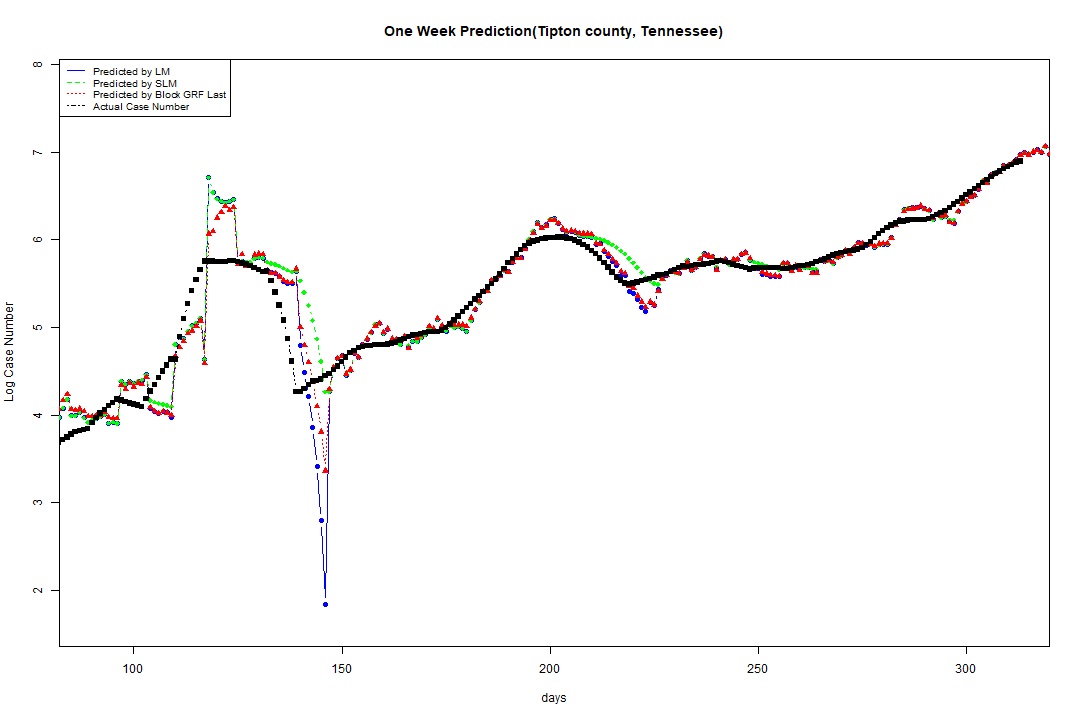 One Week Prediction(Tipton county, Tennessee)
Predicted by LM
Predicted by SLM
Predicted by Block GRF Last
Actual Case Number
Log Case Number
8
7
6
5
4
3
2
100 150 200 250 300
days